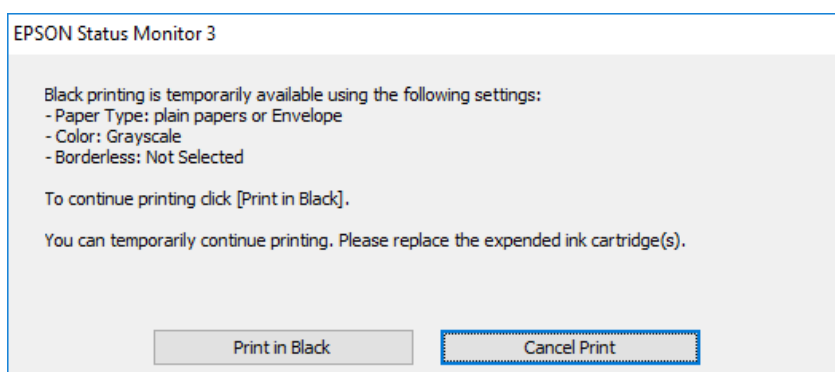 EPSON Status Monitor 3
Black printing is temporarily available using the following settings:
- Paper Type: plain papers or Envelope
- Color: Grayscale
- Borderless: Not Selected
To continue printing click [Print in Black].
You can temporarily continue printing. Please replace the expended ink cartridge(s).
Print in Black
Cancel Print